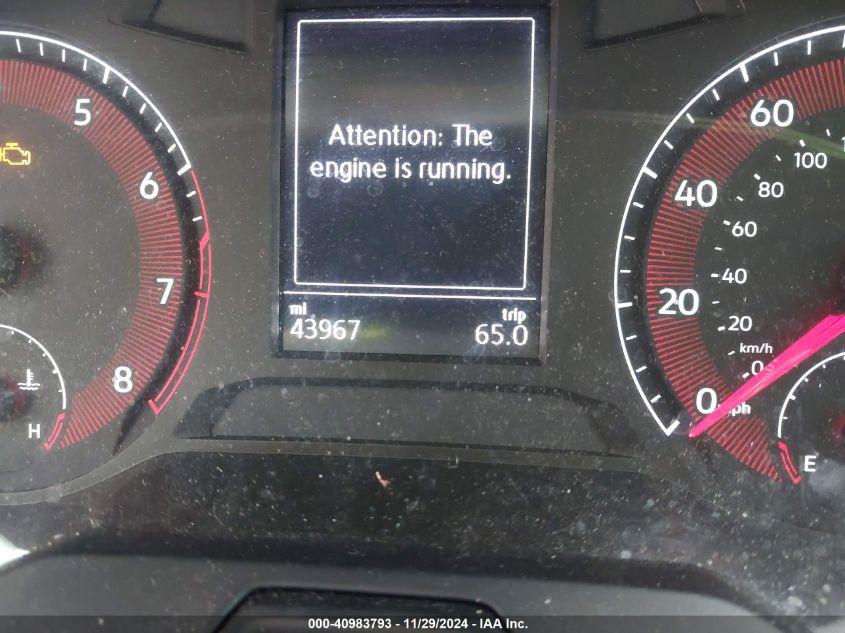 Attention: The
engine is running.
mi
43967
trip
65.0
5
6
7
8
H
60
40
20
0
mph
100
80
60
40
20
km/h
0
E
000-40983793 - 11/29/2024 - IAA Inc.